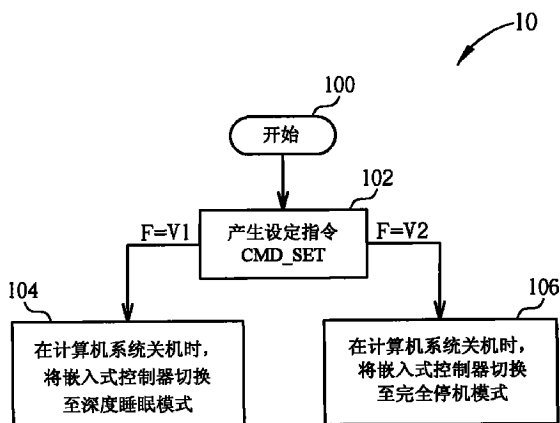 10
100
开始
102
产生设定指令
CMD_SET
F=V1
F=V2
104
在计算机系统关机时，
将嵌入式控制器切换
至深度睡眠模式
106
在计算机系统关机时，
将嵌入式控制器切换
至完全停机模式